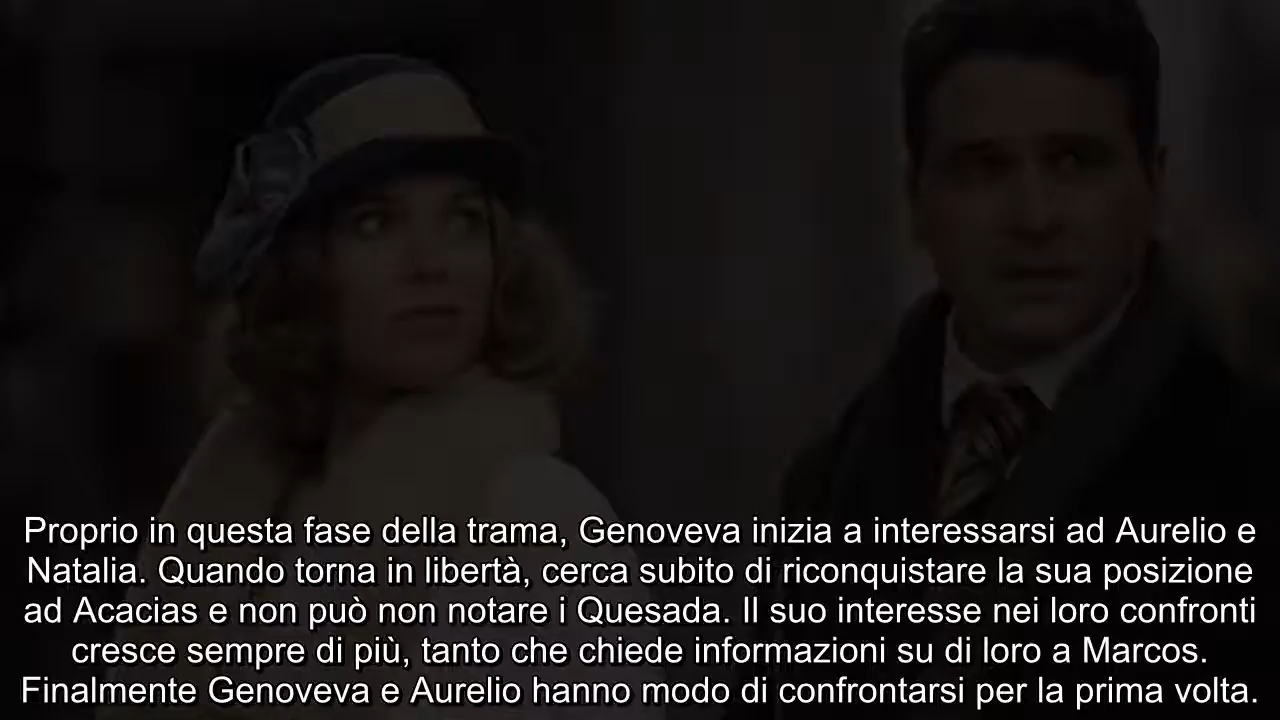 Proprio in questa fase della trama, Genoveva inizia a interessarsi ad Aurelio e
Natalia. Quando torna in libertà, cerca subito di riconquistare la sua posizione
ad Acacias e non può non notare i Quesada. Il suo interesse nei loro confronti
cresce sempre di più, tanto che chiede informazioni su di loro a Marcos.
Finalmente Genoveva e Aurelio hanno modo di confrontarsi per la prima volta.